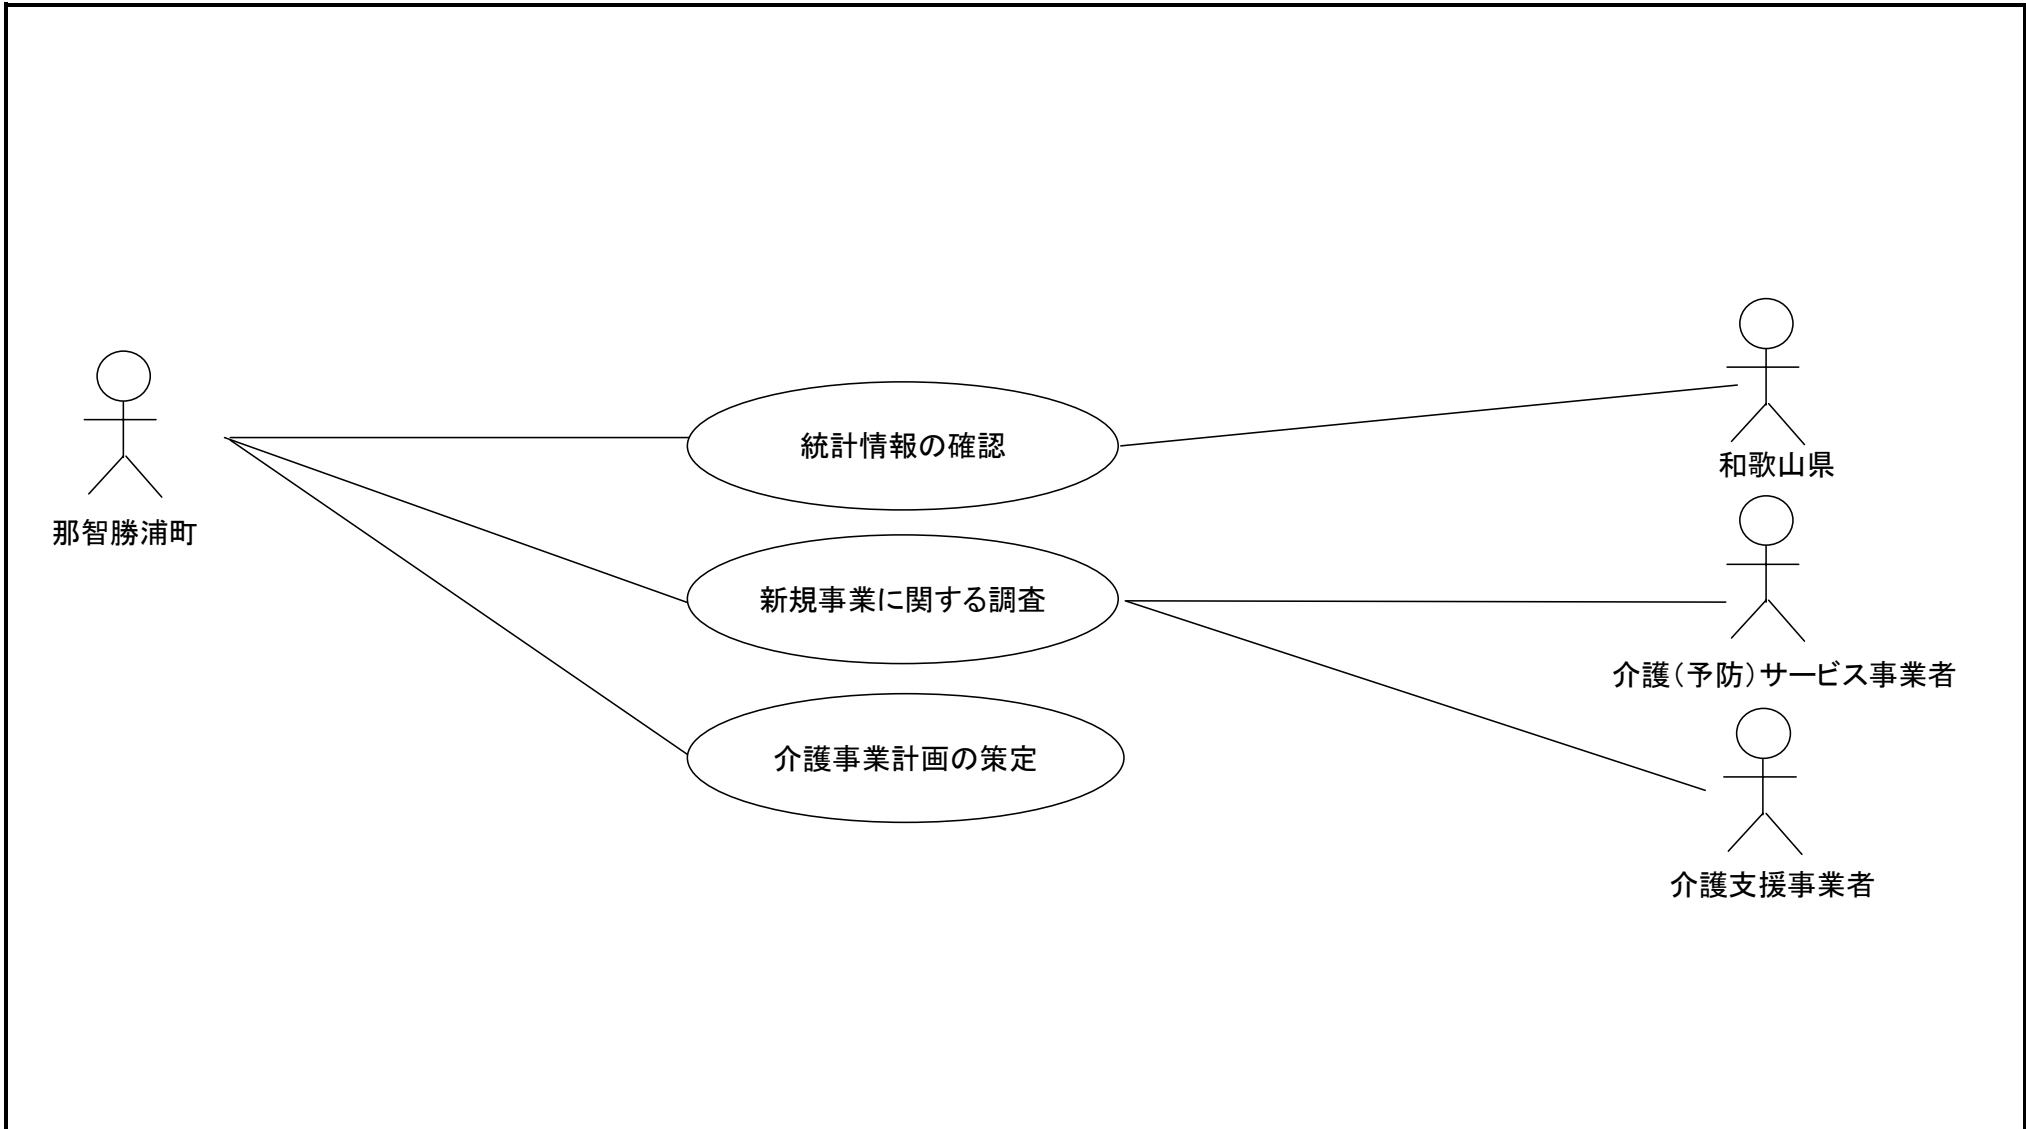 那智勝浦町
統計情報の確認
新規事業に関する調査
介護事業計画の策定
和歌山県
介護（予防）サービス事業者
介護支援事業者